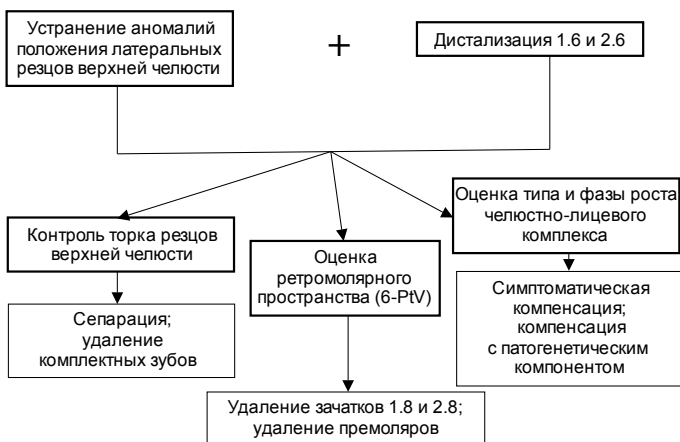 Устранение аномалий
положения латеральных
резцов верхней челюсти
+
Дистализация 1.6 и 2.6
Контроль торка резцов
верхней челюсти
Оценка
ретромолярного
пространства (6-PtV)
Оценка типа и фазы роста
челюстно-лицевого
комплекса
Сепарация;
удаление
комплектных зубов
Удаление зачатков 1.8 и 2.8;
удаление премоляров
Симптоматическая
компенсация;
компенсация
с патогенетическим
компонентом